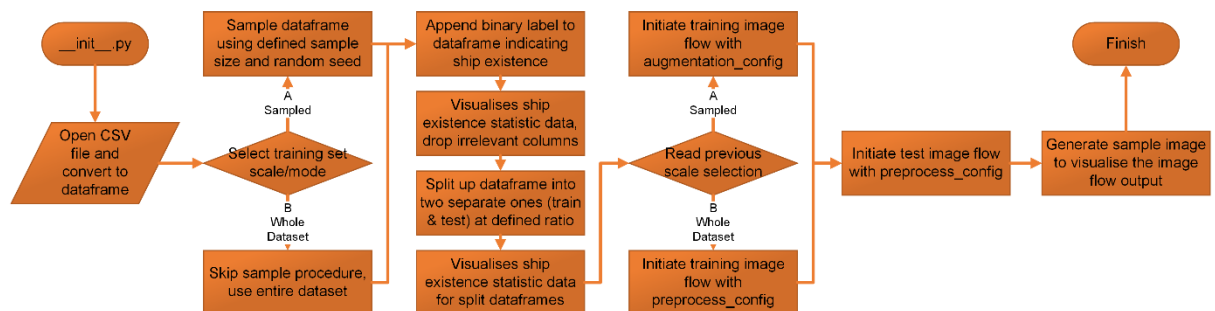 __init__.py
Open CSV
file and
convert to
dataframe
Sample dataframe
using defined sample
size and random seed
A
Sampled
Select training set
scale/mode
B
Whole
Dataset
Skip sample procedure,
use entire dataset
Append binary label to
dataframe indicating
ship existence
Visualises ship
existence statistic data,
drop irrelevant columns
Split up dataframe into
two separate ones (train
& test) at defined ratio
Visualises ship
existence statistic data
for split dataframes
Initiate training image
flow with
augmentation_config
A
Sampled
Read previous
scale selection
B
Whole
Dataset
Initiate training image
flow with
preprocess_config
Initiate test image flow
with preprocess_config
Generate sample image
to visualise the image
flow output
Finish